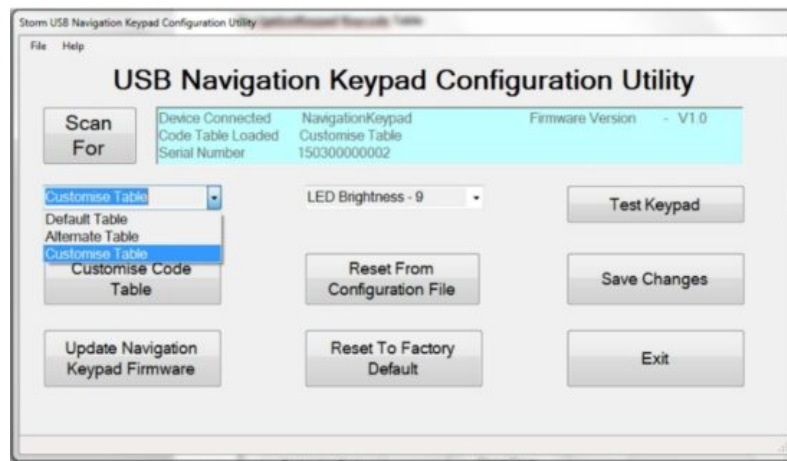 Storm USB Navigation Keypad Configuration Utility
File Help
USB Navigation Keypad Configuration Utility
Scan
For
Device Connected NavigationKeypad Firmware Version - V1.0
Code Table Loaded Customise Table
Serial Number 150300000002
Customise Table
LED Brightness - 9
Test Keypad
Default Table
Alternate Table
Customise Table
Customise Code
Table
Reset From
Configuration File
Save Changes
Update Navigation
Keypad Firmware
Reset To Factory
Default
Exit